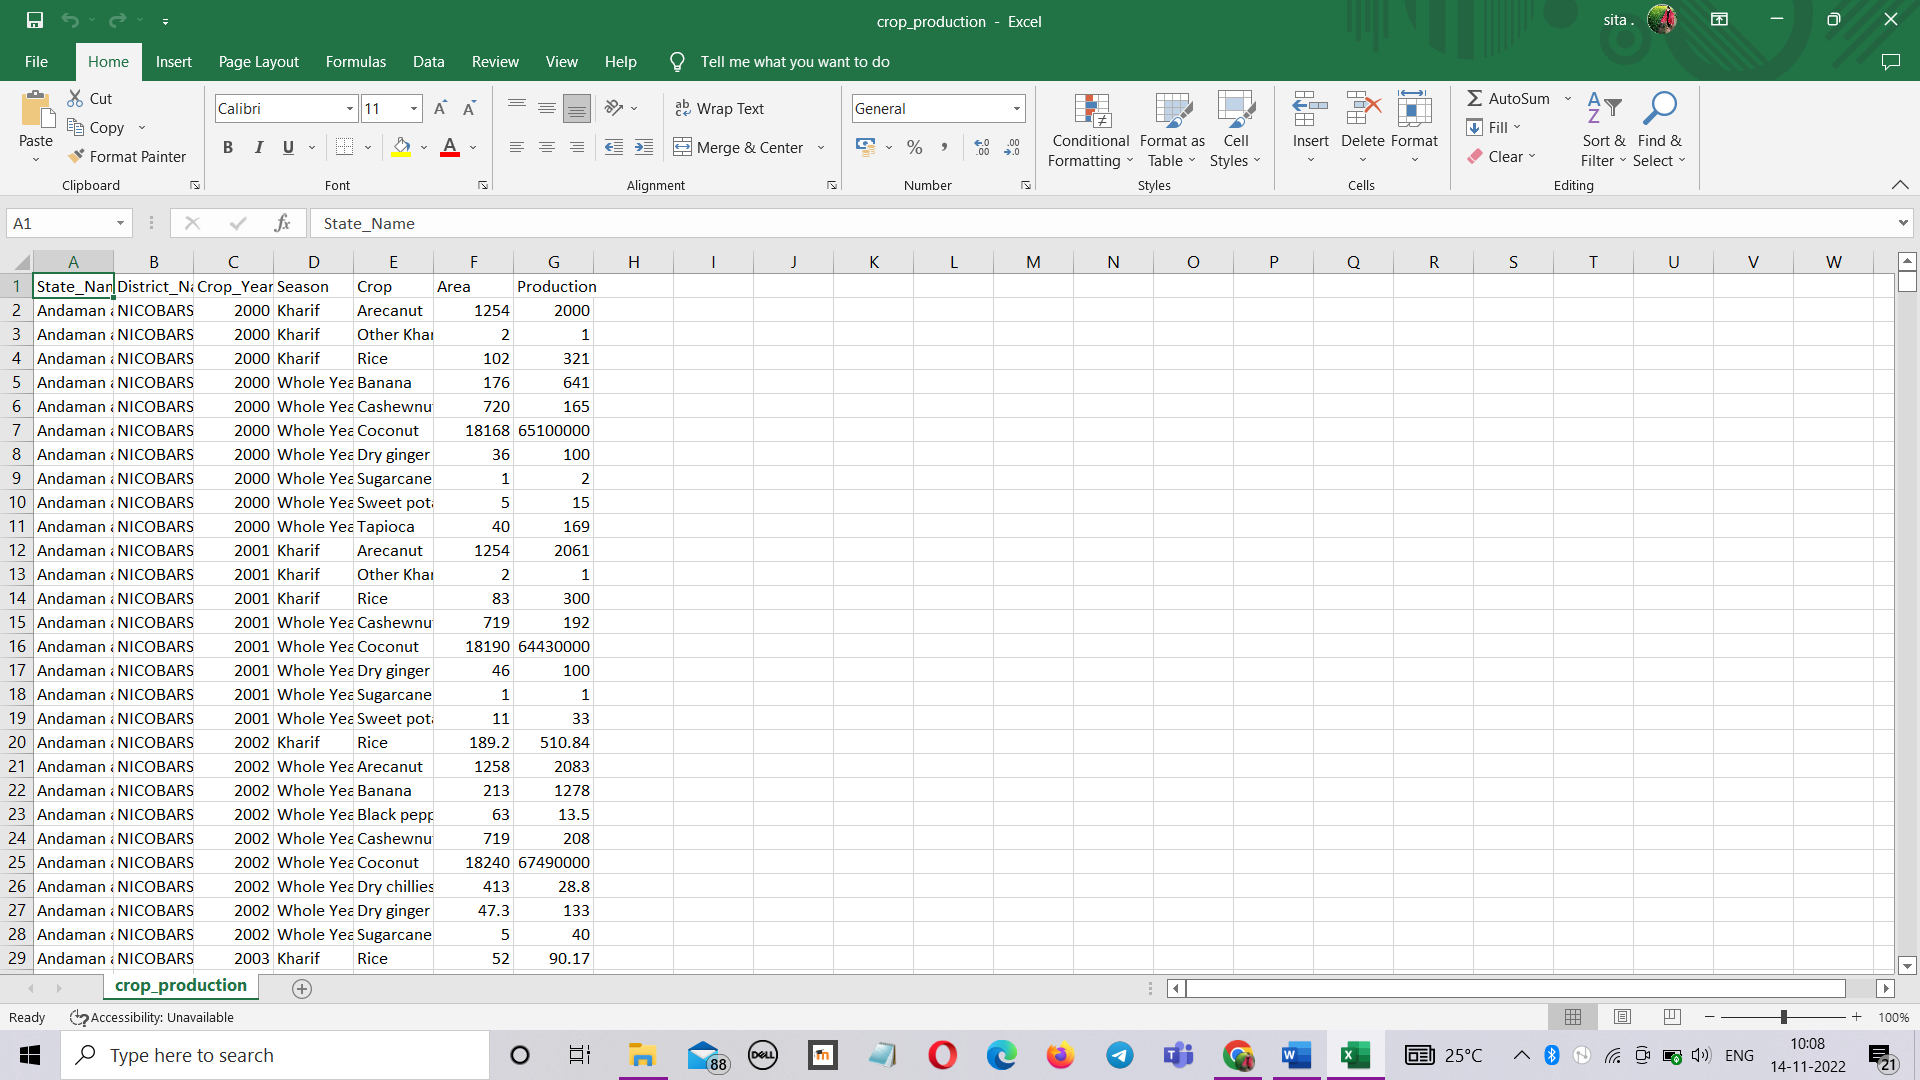 crop_production - Excel
sita .
File Home Insert Page Layout Formulas Data Review View Help Tell me what you want to do
Paste
Cut
Copy
Format Painter
Clipboard
Calibri 11
B I U
Font
Wrap Text
Merge & Center
Alignment
General
Number
Conditional Formatting
Format as Table
Cell Styles
Styles
Insert Delete Format
Cells
AutoSum
Fill
Clear
Sort & Filter
Find & Select
Editing
A1 fx State_Name
A B C D E F G H I J K L M N O P Q R S T U V W
1 State_Nam District_Na Crop_Year Season Crop Area Production
2 Andaman a NICOBARS 2000 Kharif Arecanut 1254 2000
3 Andaman a NICOBARS 2000 Kharif Other Khar 2 1
4 Andaman a NICOBARS 2000 Kharif Rice 102 321
5 Andaman a NICOBARS 2000 Whole Yea Banana 176 641
6 Andaman a NICOBARS 2000 Whole Yea Cashewnu 720 165
7 Andaman a NICOBARS 2000 Whole Yea Coconut 18168 65100000
8 Andaman a NICOBARS 2000 Whole Yea Dry ginger 36 100
9 Andaman a NICOBARS 2000 Whole Yea Sugarcane 1 2
10 Andaman a NICOBARS 2000 Whole Yea Sweet pota 5 15
11 Andaman a NICOBARS 2000 Whole Yea Tapioca 40 169
12 Andaman a NICOBARS 2001 Kharif Arecanut 1254 2061
13 Andaman a NICOBARS 2001 Kharif Other Khar 2 1
14 Andaman a NICOBARS 2001 Kharif Rice 83 300
15 Andaman a NICOBARS 2001 Whole Yea Cashewnu 719 192
16 Andaman a NICOBARS 2001 Whole Yea Coconut 18190 64430000
17 Andaman a NICOBARS 2001 Whole Yea Dry ginger 46 100
18 Andaman a NICOBARS 2001 Whole Yea Sugarcane 1 1
19 Andaman a NICOBARS 2001 Whole Yea Sweet pota 11 33
20 Andaman a NICOBARS 2002 Kharif Rice 189.2 510.84
21 Andaman a NICOBARS 2002 Whole Yea Arecanut 1258 2083
22 Andaman a NICOBARS 2002 Whole Yea Banana 213 1278
23 Andaman a NICOBARS 2002 Whole Yea Black pepp 63 13.5
24 Andaman a NICOBARS 2002 Whole Yea Cashewnu 719 208
25 Andaman a NICOBARS 2002 Whole Yea Coconut 18240 67490000
26 Andaman a NICOBARS 2002 Whole Yea Dry chillies 413 28.8
27 Andaman a NICOBARS 2002 Whole Yea Dry ginger 47.3 133
28 Andaman a NICOBARS 2002 Whole Yea Sugarcane 5 40
29 Andaman a NICOBARS 2003 Kharif Rice 52 90.17
crop_production
Ready Accessibility: Unavailable 100%
Type here to search
88
DELL
25°C
ENG
10:08
14-11-2022
21